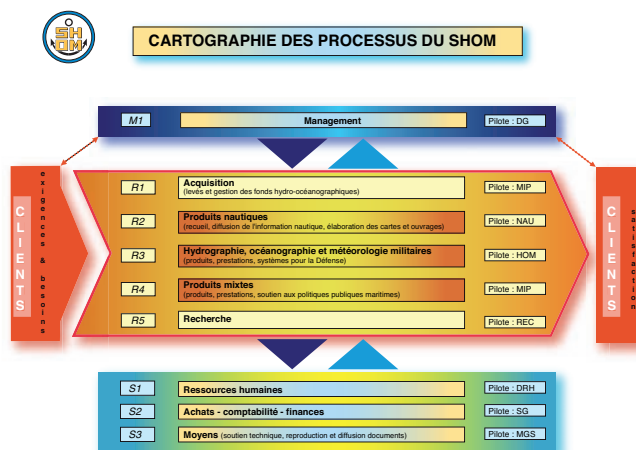 SHOM
CARTOGRAPHIE DES PROCESSUS DU SHOM
M1 Management Pilote : DG
CLIENTS
exigences & besoins
R1 Acquisition Pilote : MIP
(levés et gestion des fonds hydro-océanographiques)
R2 Produits nautiques Pilote : NAU
(recueil, diffusion de l'information nautique, élaboration des cartes et ouvrages)
R3 Hydrographie, océanographie et météorologie militaires Pilote : HOM
(produits, prestations, systèmes pour la Défense)
R4 Produits mixtes Pilote : MIP
(produits, prestations, soutien aux politiques publiques maritimes)
R5 Recherche Pilote : REC
CLIENTS
satisfaction
S1 Ressources humaines Pilote : DRH
S2 Achats - comptabilité - finances Pilote : SG
S3 Moyens (soutien technique, reproduction et diffusion documents) Pilote : MGS